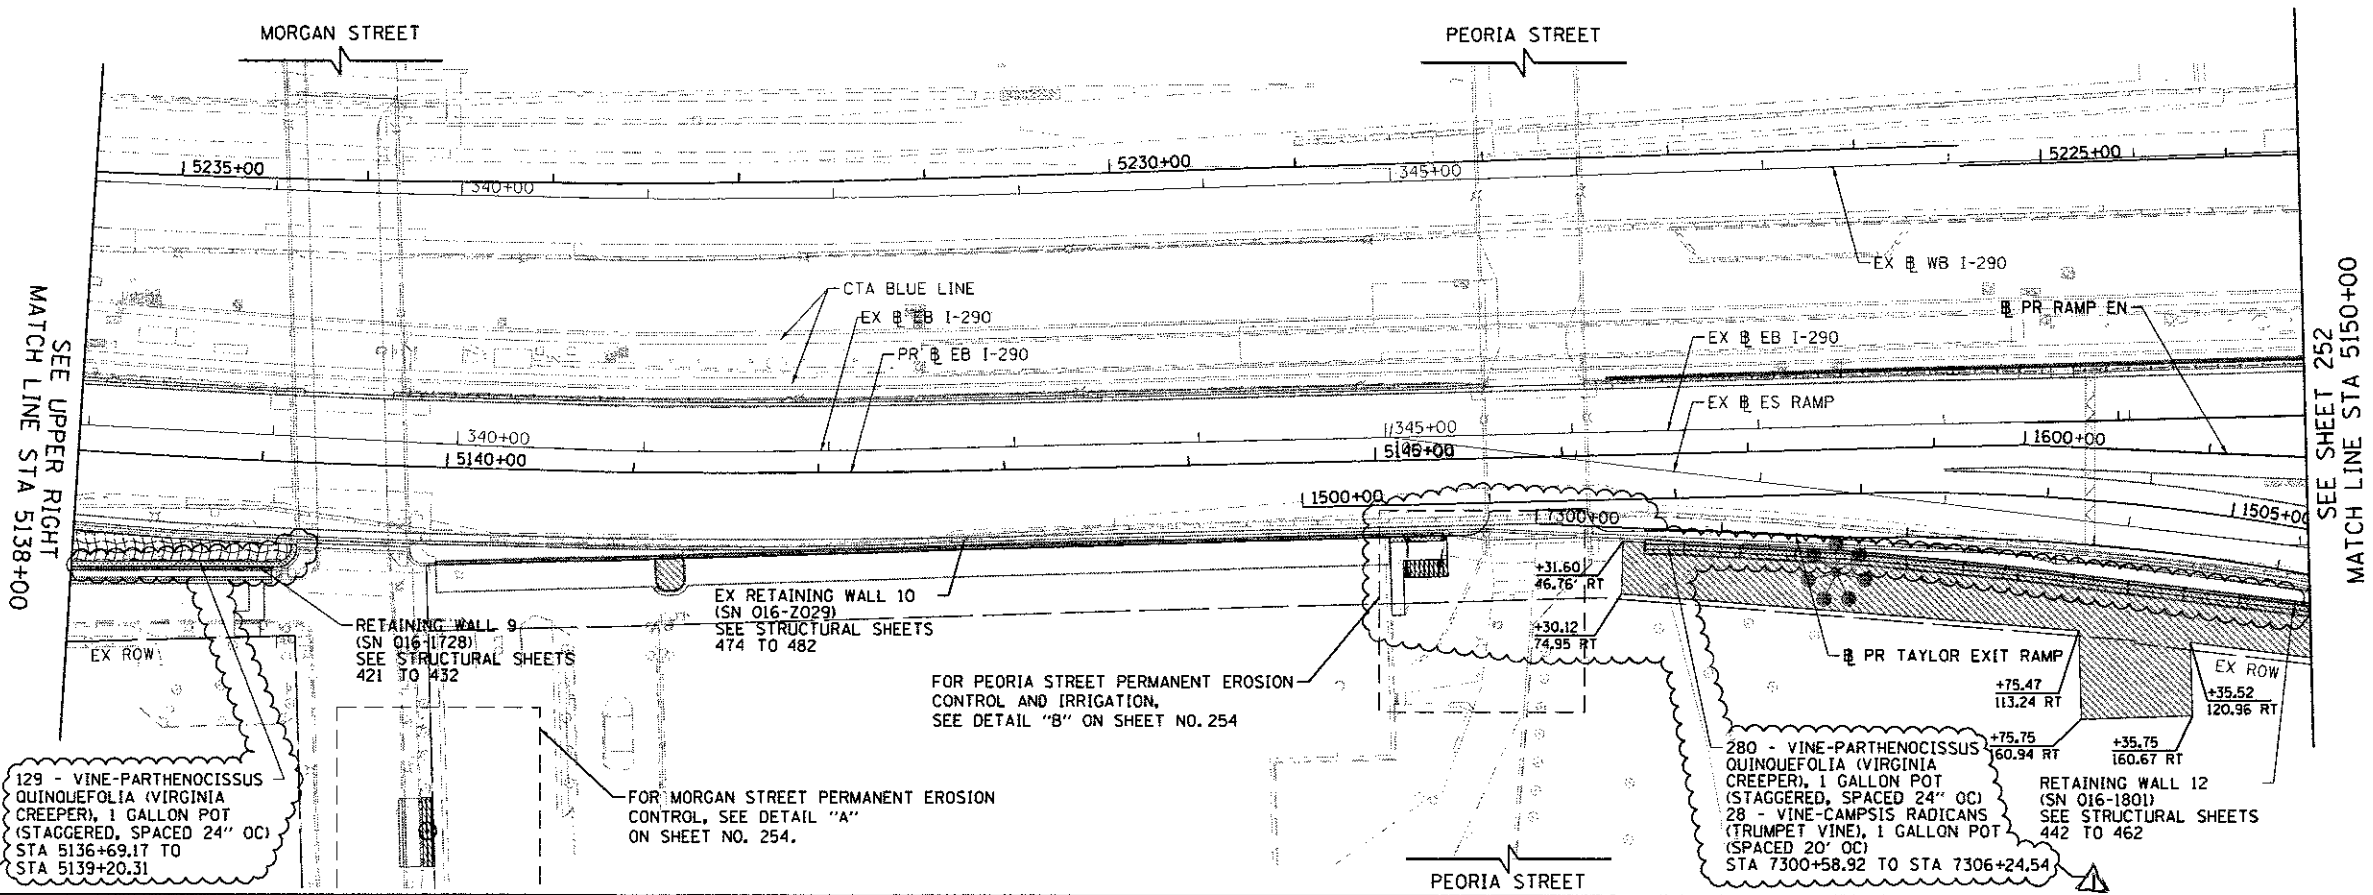 MORGAN STREET
PEORIA STREET
5235+00
340+00
5230+00
345+00
5225+00
EX BL WB I-290
CTA BLUE LINE
EX BL EB I-290
PR BL EB I-290
EX BL EB I-290
BL PR RAMP EN
EX BL ES RAMP
SEE UPPER RIGHT
MATCH LINE STA 5138+00
SEE SHEET 252
MATCH LINE STA 5150+00
340+00
5140+00
345+00
5145+00
1600+00
1500+00
7300+00
1505+00
+31.60
46.76' RT
+30.12
74.95 RT
EX ROW
RETAINING WALL 9
(SN 016-1728)
SEE STRUCTURAL SHEETS
421 TO 432
EX RETAINING WALL 10
(SN 016-Z029)
SEE STRUCTURAL SHEETS
474 TO 482
FOR PEORIA STREET PERMANENT EROSION
CONTROL AND IRRIGATION,
SEE DETAIL "B" ON SHEET NO. 254
BL PR TAYLOR EXIT RAMP
EX ROW
+75.47
113.24 RT
+35.52
120.96 RT
+75.75
160.94 RT
+35.75
160.67 RT
129 - VINE-PARTHENOCISSUS
QUINQUEFOLIA (VIRGINIA
CREEPER), 1 GALLON POT
(STAGGERED, SPACED 24" OC)
STA 5136+69.17 TO
STA 5139+20.31
FOR MORGAN STREET PERMANENT EROSION
CONTROL, SEE DETAIL "A"
ON SHEET NO. 254.
280 - VINE-PARTHENOCISSUS
QUINQUEFOLIA (VIRGINIA
CREEPER), 1 GALLON POT
(STAGGERED, SPACED 24" OC)
28 - VINE-CAMPSIS RADICANS
(TRUMPET VINE), 1 GALLON POT
(SPACED 20' OC)
STA 7300+58.92 TO STA 7306+24.54
RETAINING WALL 12
(SN 016-1801)
SEE STRUCTURAL SHEETS
442 TO 462
PEORIA STREET